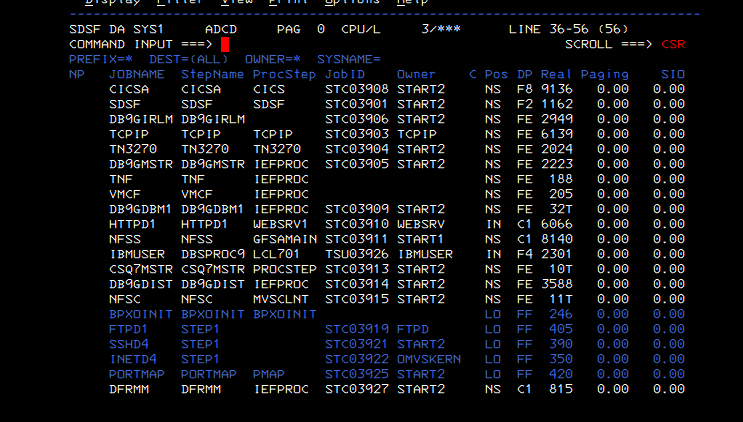 Display Filter View Print Options Help
SDSF DA SYS1 ADCD PAG 0 CPU/L 3/*** LINE 36-56 (56)
COMMAND INPUT ===> SCROLL ===> CSR
PREFIX=* DEST=(ALL) OWNER=* SYSNAME=
NP JOBNAME StepName ProcStep JobID Owner C Pos DP Real Paging SIO
CICSA CICSA CICS STC03908 START2 NS F8 9136 0.00 0.00
SDSF SDSF SDSF STC03901 START2 NS F2 1162 0.00 0.00
DB9GIRLM DB9GIRLM STC03906 START2 NS FE 2949 0.00 0.00
TCPIP TCPIP TCPIP STC03903 TCPIP NS FE 6139 0.00 0.00
TN3270 TN3270 TN3270 STC03904 START2 NS FE 2024 0.00 0.00
DB9GMSTR DB9GMSTR IEFPROC STC03905 START2 NS FE 2223 0.00 0.00
TNF TNF IEFPROC NS FE 188 0.00 0.00
VMCF VMCF IEFPROC NS FE 205 0.00 0.00
DB9GDBM1 DB9GDBM1 IEFPROC STC03909 START2 NS FE 32T 0.00 0.00
HTTPD1 HTTPD1 WEBSRV1 STC03910 WEBSRV IN C1 6066 0.00 0.00
NFSS NFSS GFSAMAIN STC03911 START1 NS C1 8140 0.00 0.00
IBMUSER DBSPROC9 LCL701 TSU03926 IBMUSER IN F4 2301 0.00 0.00
CSQ7MSTR CSQ7MSTR PROCSTEP STC03913 START2 NS FE 10T 0.00 0.00
DB9GDIST DB9GDIST IEFPROC STC03914 START2 NS FE 3588 0.00 0.00
NFSC NFSC MVSCLNT STC03915 START2 NS FE 11T 0.00 0.00
BPXOINIT BPXOINIT BPXOINIT LO FF 246 0.00 0.00
FTPD1 STEP1 STC03919 FTPD LO FF 405 0.00 0.00
SSHD4 STEP1 STC03921 START2 LO FF 390 0.00 0.00
INETD4 STEP1 STC03922 OMVSKERN LO FF 350 0.00 0.00
PORTMAP PORTMAP PMAP STC03925 START2 LO FF 420 0.00 0.00
DFRMM DFRMM IEFPROC STC03927 START2 NS C1 815 0.00 0.00